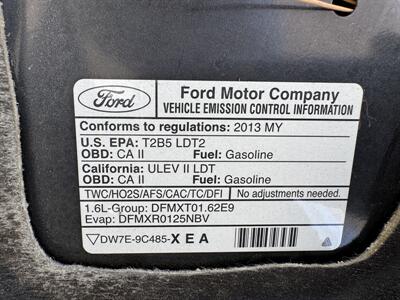 Ford
Ford Motor Company
VEHICLE EMISSION CONTROL INFORMATION
Conforms to regulations: 2013 MY
U.S. EPA: T2B5 LDT2
OBD: CA II Fuel: Gasoline
California: ULEV II LDT
OBD: CA II Fuel: Gasoline
TWC/HO2S/AFS/CAC/TC/DFI No adjustments needed.
1.6L-Group: DFMXT01.62E9
Evap: DFMXR0125NBV
DW7E-9C485-XEA